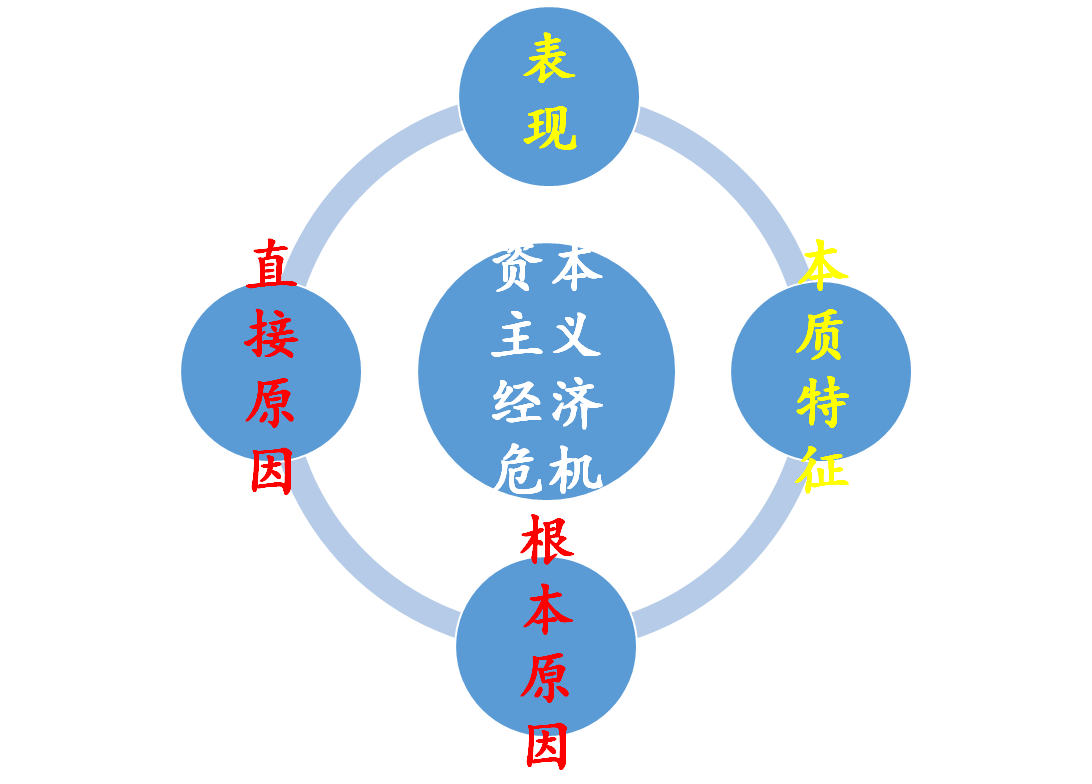 表
现
资本
主义
经济
危机
本
质
特
征
根
本
原
因
直
接
原
因